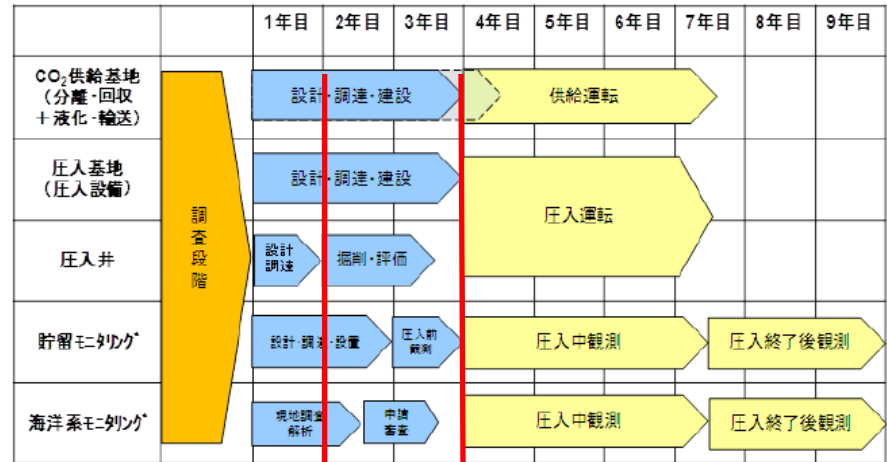 1年目 2年目 3年目 4年目 5年目 6年目 7年目 8年目 9年目
CO₂供給基地
（分離・回収
＋液化・輸送）
設計・調達・建設
供給運転
圧入基地
（圧入設備）
設計・調達・建設
圧入運転
調査段階
圧入井
設計
調達
掘削・評価
貯留モニタリング
設計・調達・設置
圧入前
観測
圧入中観測
圧入終了後観測
海洋系モニタリング
現地調査
解析
申請
審査
圧入中観測
圧入終了後観測